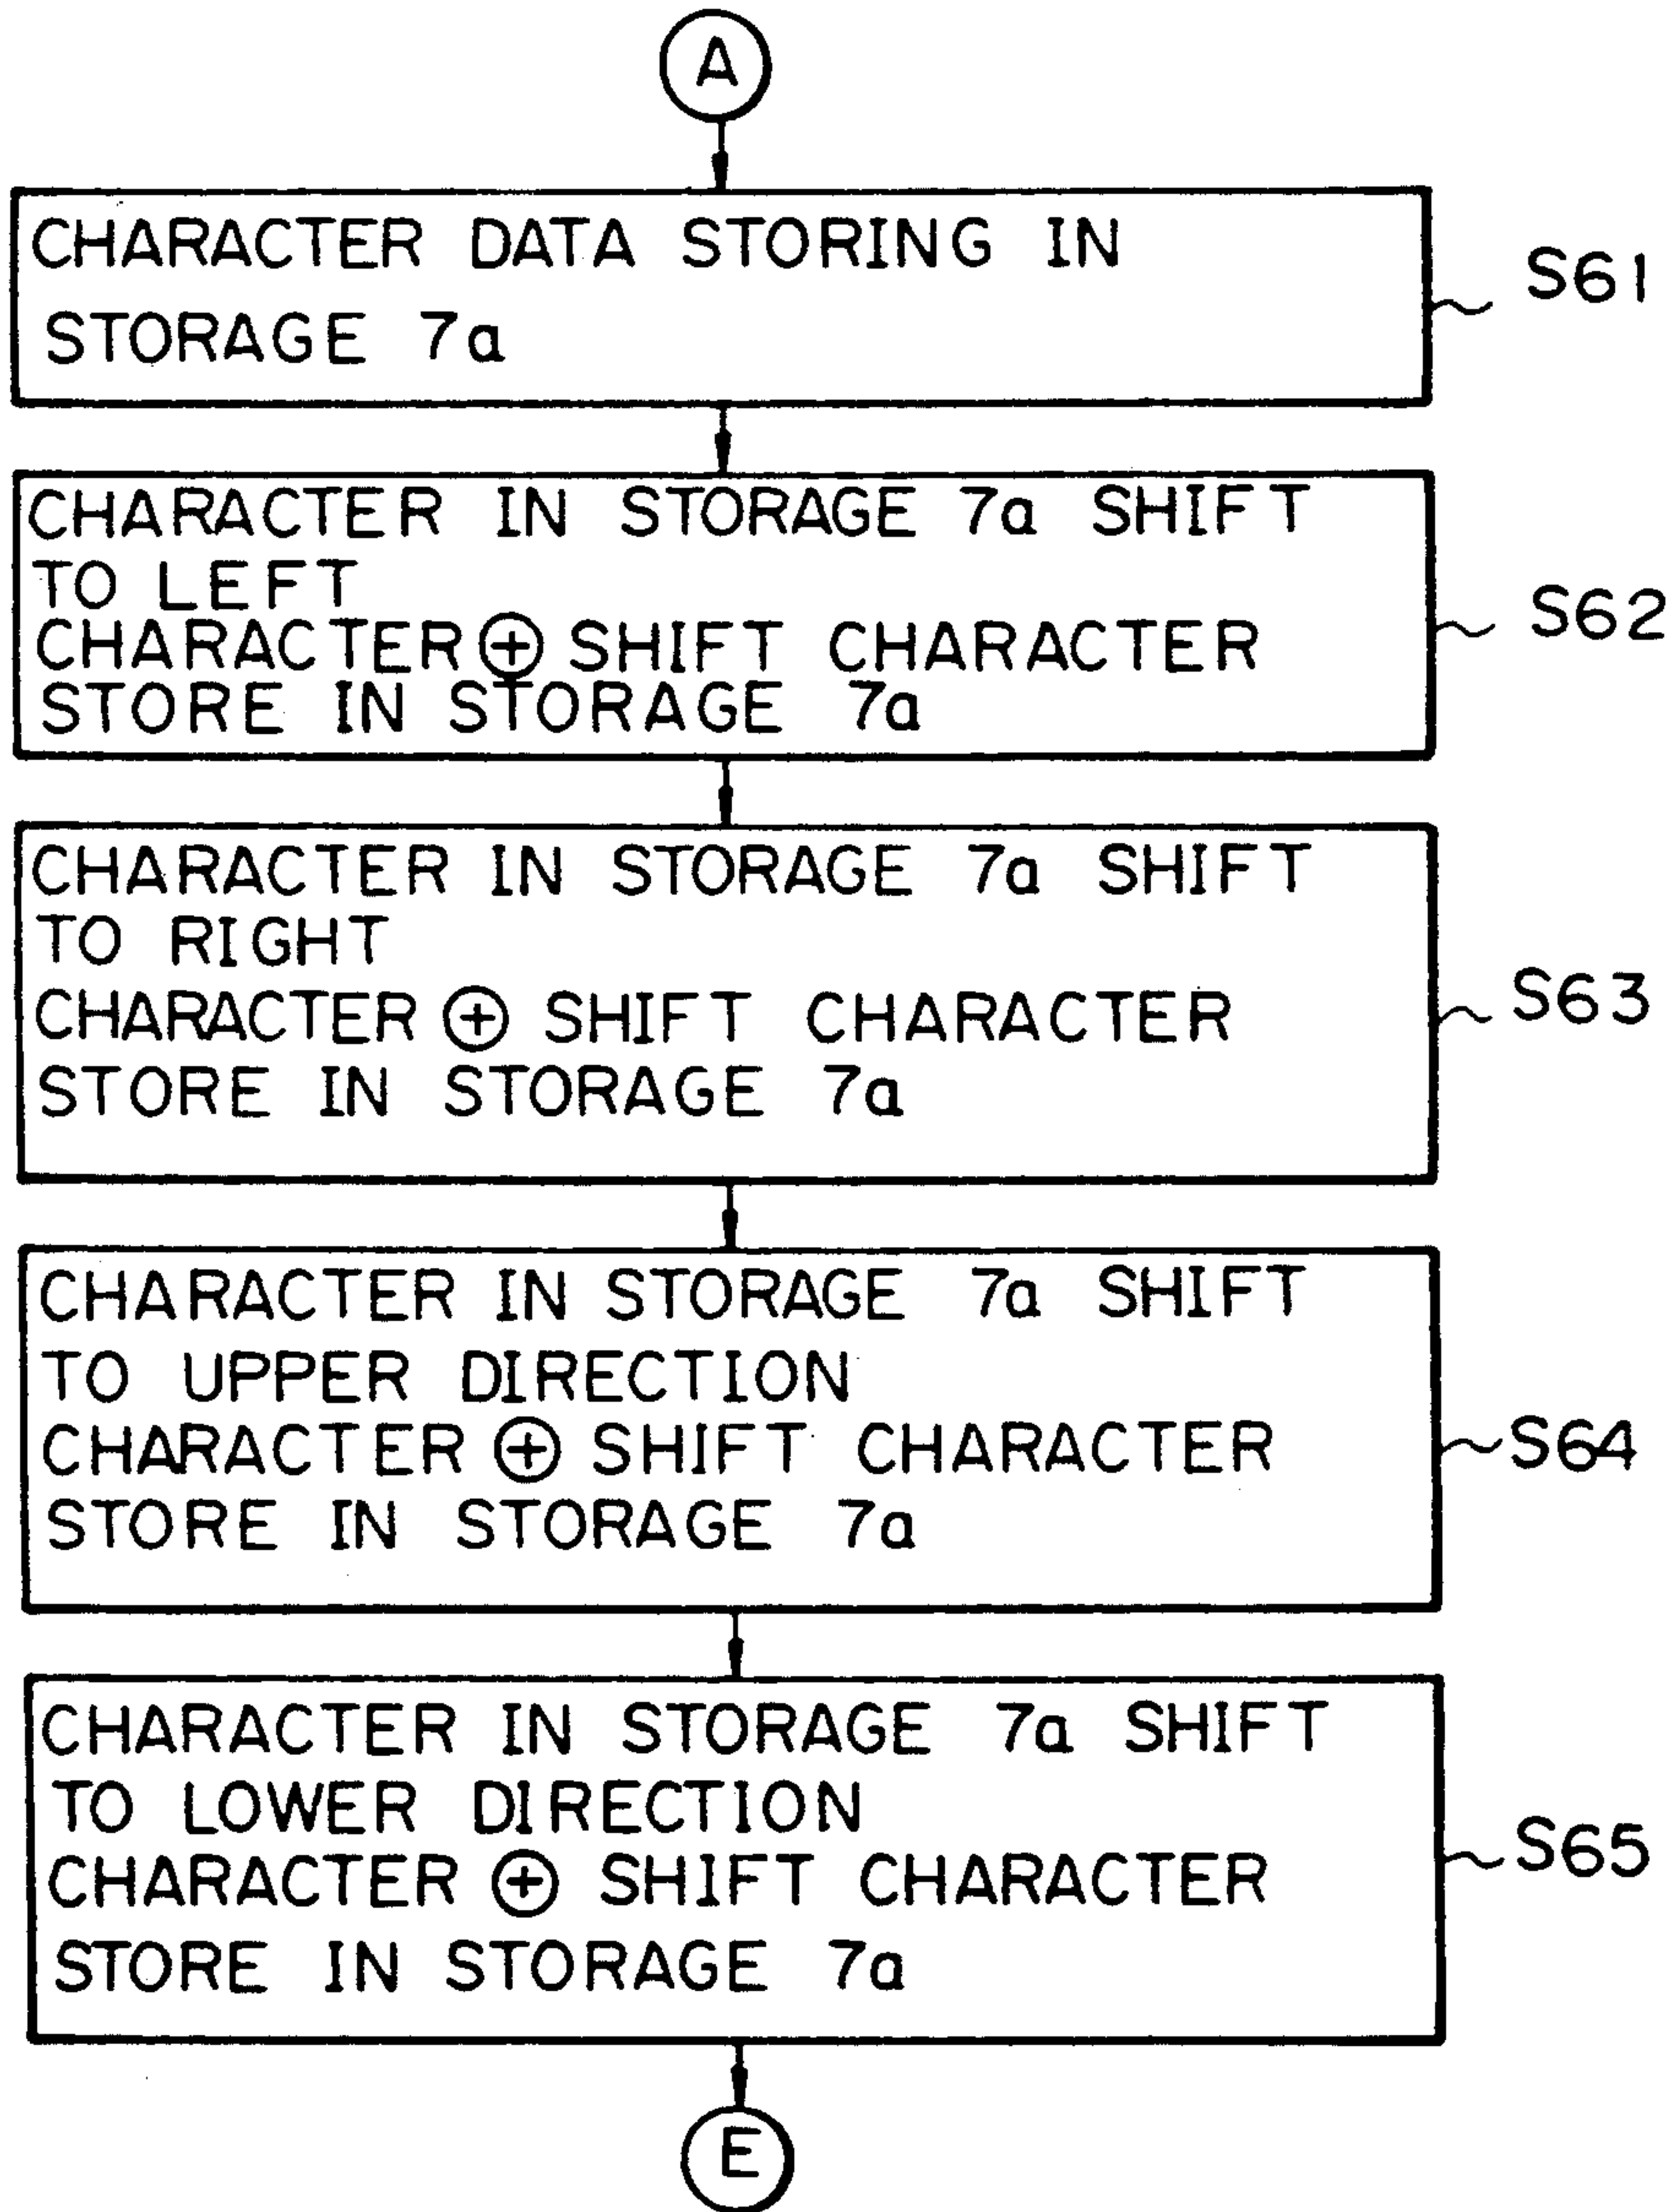 A
CHARACTER DATA STORING IN
STORAGE 7a
S61
CHARACTER IN STORAGE 7a SHIFT
TO LEFT
CHARACTER ⊕ SHIFT CHARACTER
STORE IN STORAGE 7a
S62
CHARACTER IN STORAGE 7a SHIFT
TO RIGHT
CHARACTER ⊕ SHIFT CHARACTER
STORE IN STORAGE 7a
S63
CHARACTER IN STORAGE 7a SHIFT
TO UPPER DIRECTION
CHARACTER ⊕ SHIFT CHARACTER
STORE IN STORAGE 7a
S64
CHARACTER IN STORAGE 7a SHIFT
TO LOWER DIRECTION
CHARACTER ⊕ SHIFT CHARACTER
STORE IN STORAGE 7a
S65
E